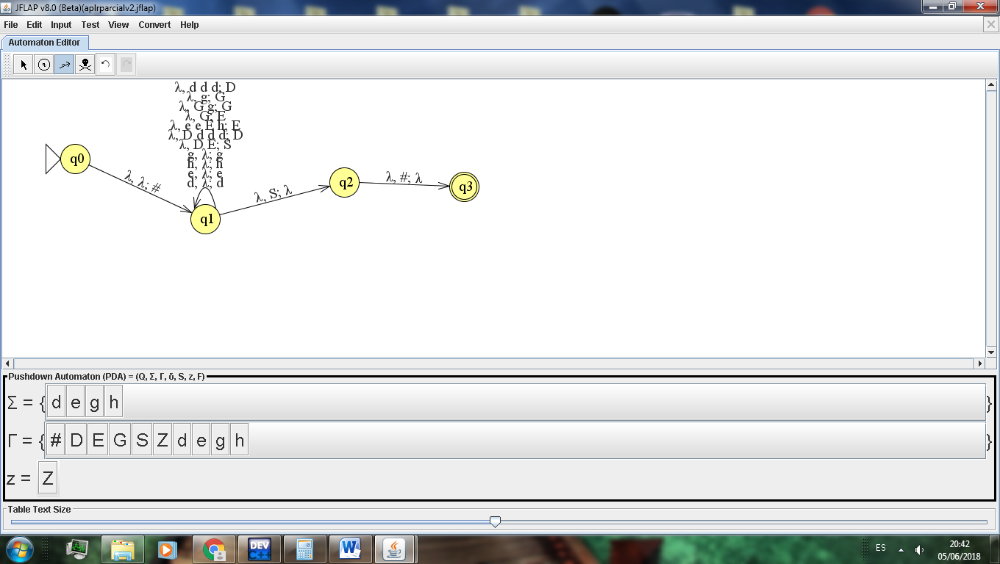 JFLAP v8.0 (Beta)(aplrparcialv2.jflap)
File Edit Input Test View Convert Help
Automaton Editor
λ, d d d; D
λ, g; G
λ, G g; G
λ, G; E
λ, e e E h; E
λ, D d d d; D
λ, D E; S
g, λ; g
h, λ; h
e, λ; e
d, λ; d
q0
λ, λ; #
q1
λ, S; λ
q2
λ, #; λ
q3
Pushdown Automaton (PDA) = (Q, Σ, Γ, δ, S, z, F)
Σ = { d e g h }
Γ = { # D E G S Z d e g h }
z = Z
Table Text Size
DEV C++
W
ES
20:42
05/06/2018